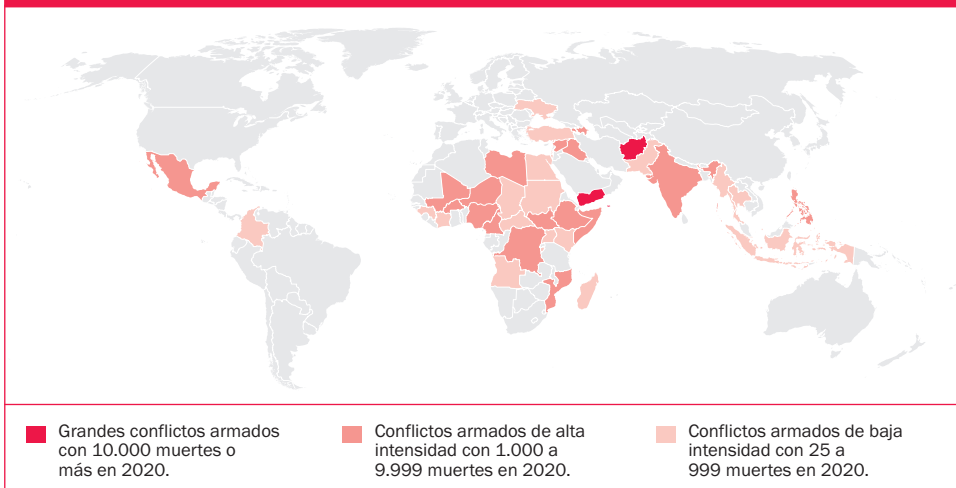 Grandes conflictos armados
con 10.000 muertes o
más en 2020.
Conflictos armados de alta
intensidad con 1.000 a
9.999 muertes en 2020.
Conflictos armados de baja
intensidad con 25 a
999 muertes en 2020.